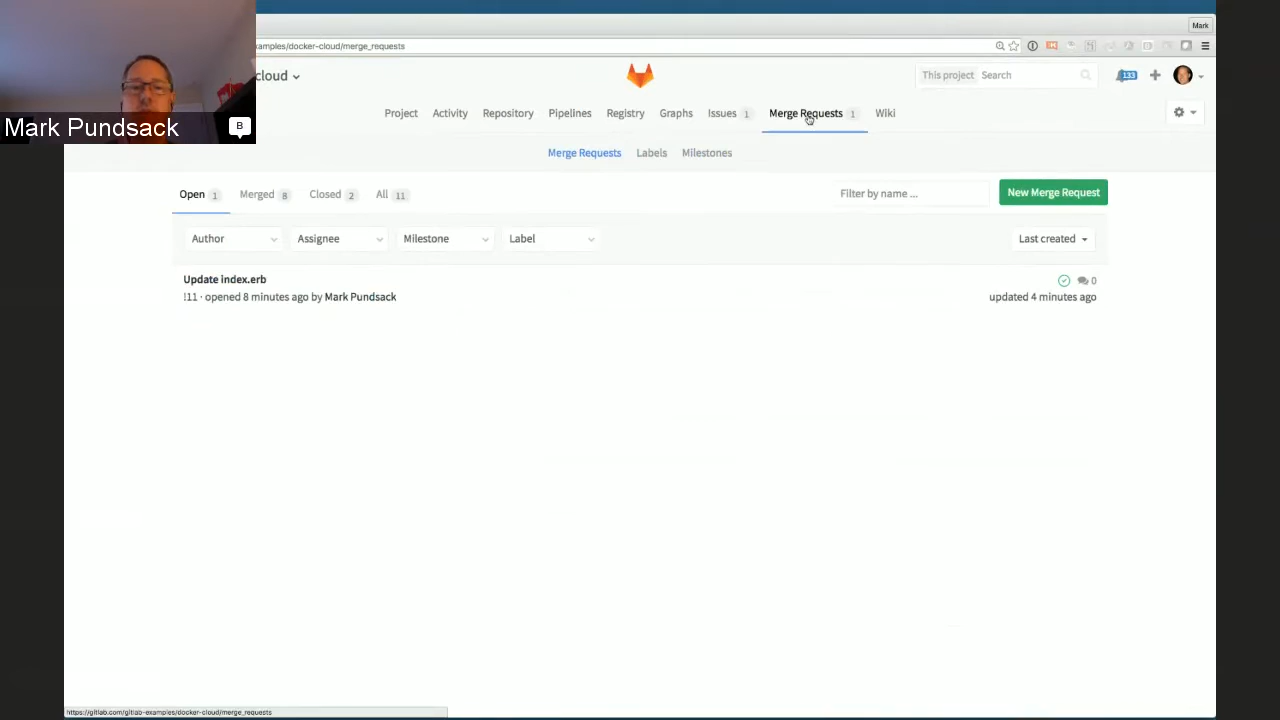 Mark
amples/docker-cloud/merge_requests
cloud
This project Search
133
Mark Pundsack
B
Project Activity Repository Pipelines Registry Graphs Issues 1 Merge Requests 1 Wiki
Merge Requests Labels Milestones
Open 1 Merged 8 Closed 2 All 11
Filter by name ...
New Merge Request
Author Assignee Milestone Label
Last created
Update index.erb
0
!11 · opened 8 minutes ago by Mark Pundsack
updated 4 minutes ago
https://gitlab.com/gitlab-examples/docker-cloud/merge_requests